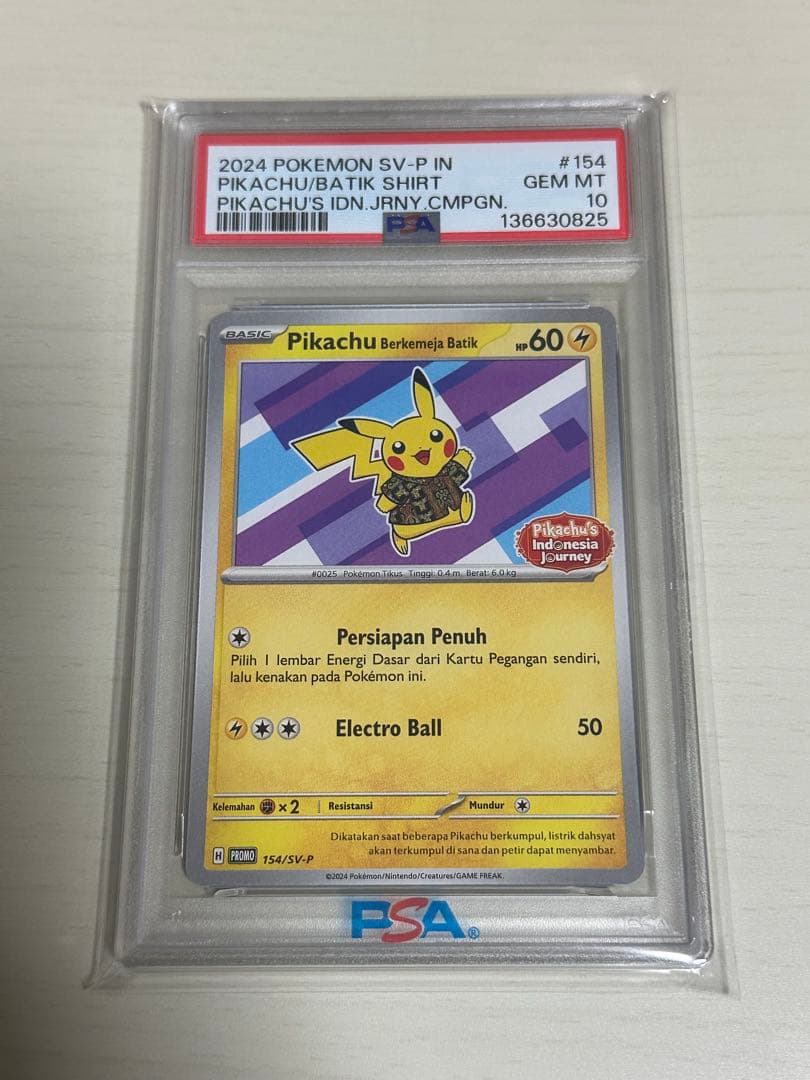 2024 POKEMON SV-P IN #154
PIKACHU/BATIK SHIRT GEM MT
PIKACHU'S IDN.JRNY.CMPGN. 10
PSA 136630825
BASIC Pikachu Berkemeja Batik HP 60
Pikachu's
Indonesia
Journey
#0025 Pokémon Tikus Tinggi: 0.4 m Berat: 6.0 kg
Persiapan Penuh
Pilih 1 lembar Energi Dasar dari Kartu Pegangan sendiri,
lalu kenakan pada Pokémon ini.
Electro Ball 50
Kelemahan ×2 Resistansi Mundur
Dikatakan saat beberapa Pikachu berkumpul, listrik dahsyat
akan terkumpul di sana dan petir dapat menyambar.
H PROMO 154/SV-P
©2024 Pokémon/Nintendo/Creatures/GAME FREAK.
PSA®